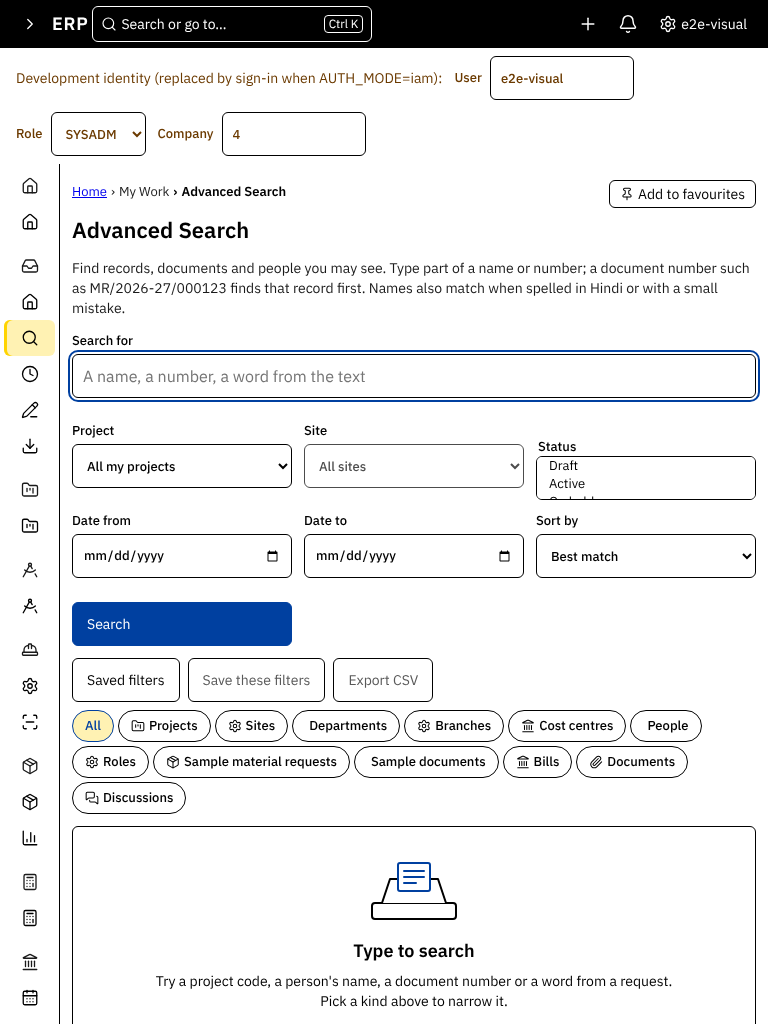 ERP
Search or go to...
Ctrl K
e2e-visual
Development identity (replaced by sign-in when AUTH_MODE=iam):
User
e2e-visual
Role
SYSADM
Company
4
Home › My Work › Advanced Search
Add to favourites
Advanced Search
Find records, documents and people you may see. Type part of a name or number; a document number such
as MR/2026-27/000123 finds that record first. Names also match when spelled in Hindi or with a small
mistake.
Search for
A name, a number, a word from the text
Project
Site
Status
All my projects
All sites
Draft
Active
Date from
Date to
Sort by
mm/dd/yyyy
mm/dd/yyyy
Best match
Search
Saved filters
Save these filters
Export CSV
All
Projects
Sites
Departments
Branches
Cost centres
People
Roles
Sample material requests
Sample documents
Bills
Documents
Discussions
Type to search
Try a project code, a person's name, a document number or a word from a request.
Pick a kind above to narrow it.